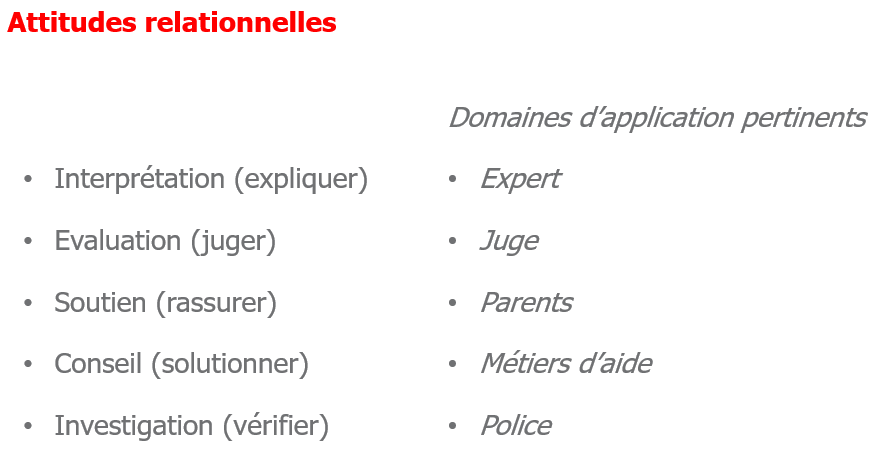 Attitudes relationnelles
Domaines d’application pertinents
• Interprétation (expliquer) • Expert
• Evaluation (juger) • Juge
• Soutien (rassurer) • Parents
• Conseil (solutionner) • Métiers d’aide
• Investigation (vérifier) • Police